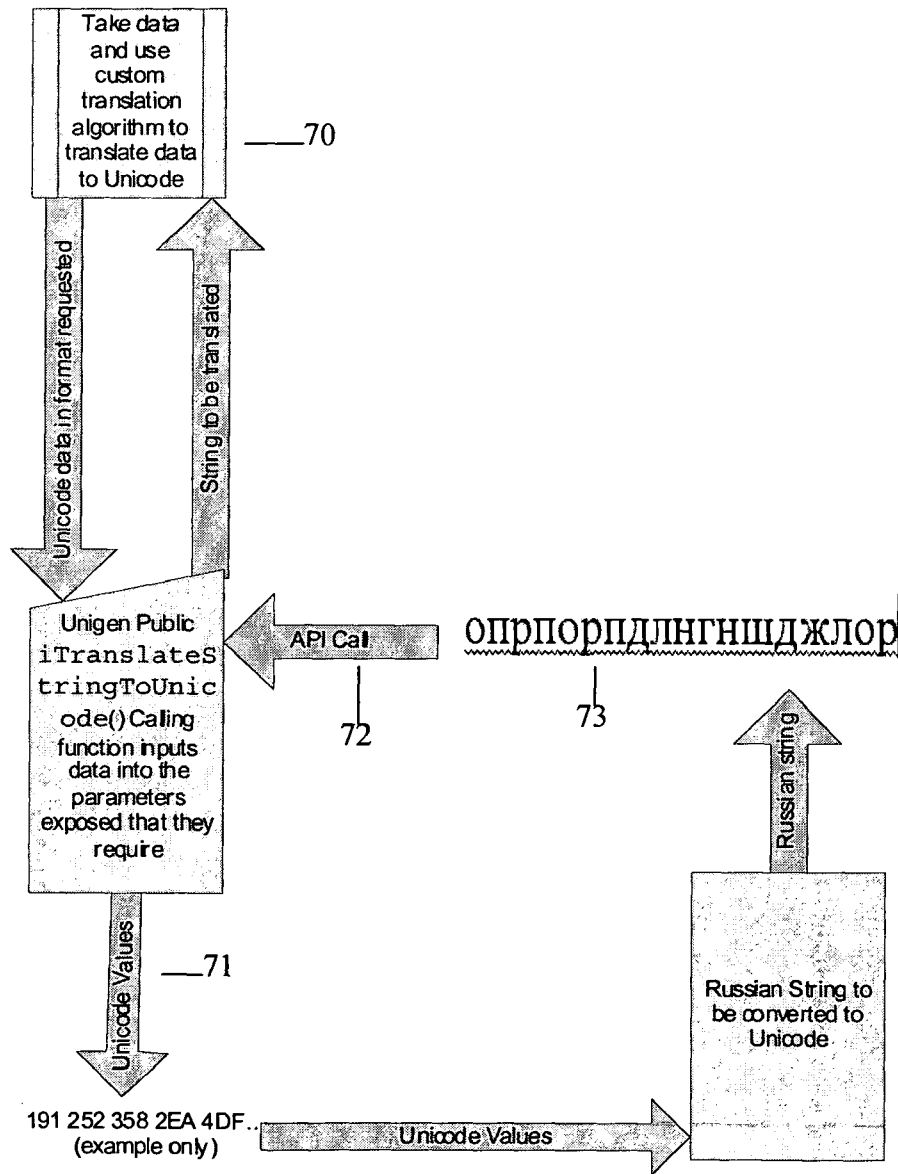 Take data
and use
custom
translation
algorithm to
translate data
to Unicode
70
Unicode data in format requested
String to be translated
Unigen Public
iTranslateS
tringToUnic
ode() Calling
function inputs
data into the
parameters
exposed that they
require
API Call
72
опрпорпдлнгншджлор
73
Russian string
Unicode Values
71
Russian String to
be converted to
Unicode
191 252 358 2EA 4DF..
(example only)
Unicode Values